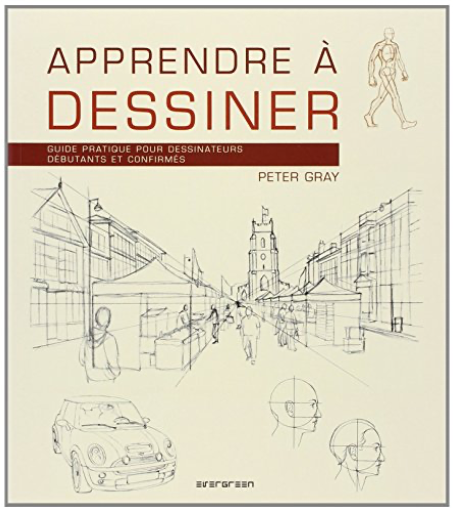 APPRENDRE À
DESSINER
GUIDE PRATIQUE POUR DESSINATEURS
DÉBUTANTS ET CONFIRMÉS
PETER GRAY
EVERGREEN